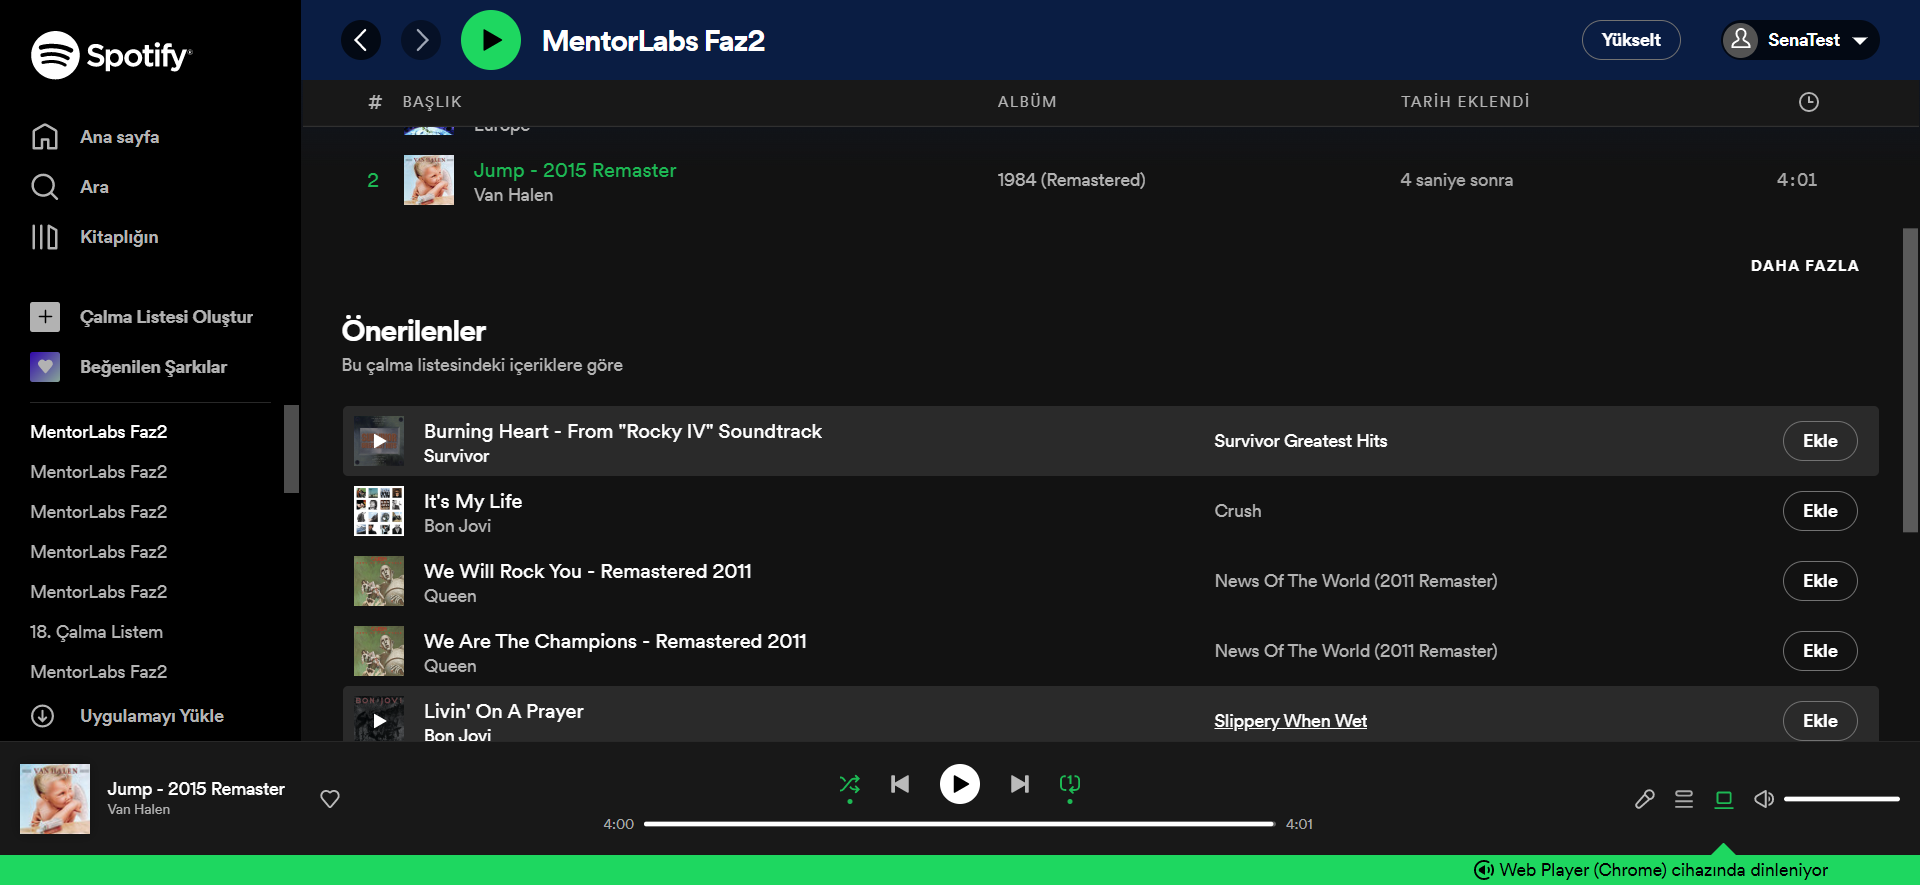 Spotify
Ana sayfa
Ara
Kitaplığın
Çalma Listesi Oluştur
Beğenilen Şarkılar
MentorLabs Faz2
MentorLabs Faz2
MentorLabs Faz2
MentorLabs Faz2
MentorLabs Faz2
18. Çalma Listem
MentorLabs Faz2
Uygulamayı Yükle
MentorLabs Faz2
Yükselt
SenaTest
# BAŞLIK ALBÜM TARİH EKLENDİ
Europe
2 Jump - 2015 Remaster 1984 (Remastered) 4 saniye sonra 4:01
Van Halen
DAHA FAZLA
Önerilenler
Bu çalma listesindeki içeriklere göre
Burning Heart - From "Rocky IV" Soundtrack Survivor Greatest Hits Ekle
Survivor
It's My Life Crush Ekle
Bon Jovi
We Will Rock You - Remastered 2011 News Of The World (2011 Remaster) Ekle
Queen
We Are The Champions - Remastered 2011 News Of The World (2011 Remaster) Ekle
Queen
BON JOVI
Livin' On A Prayer Slippery When Wet Ekle
Bon Jovi
VAN HALEN
Jump - 2015 Remaster
Van Halen
4:00 4:01
Web Player (Chrome) cihazında dinleniyor